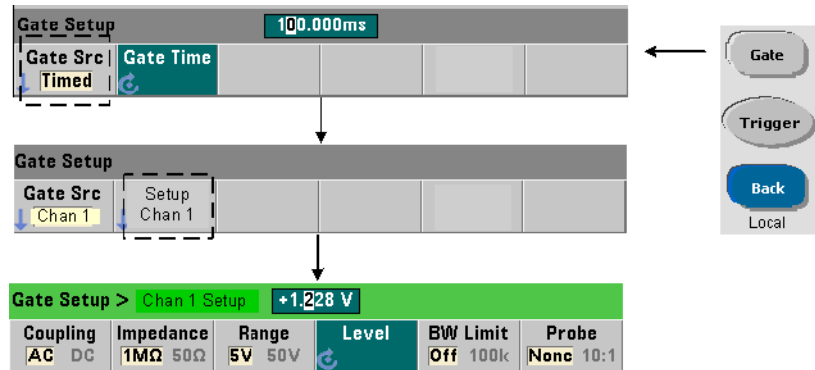 Gate Setup 100.000ms
Gate Src Gate Time
Timed
Gate
Trigger
Back
Local
Gate Setup
Gate Src Setup
Chan 1 Chan 1
Gate Setup > Chan 1 Setup +1.228 V
Coupling Impedance Range Level BW Limit Probe
AC DC 1MΩ 50Ω 5V 50V Off 100k None 10:1